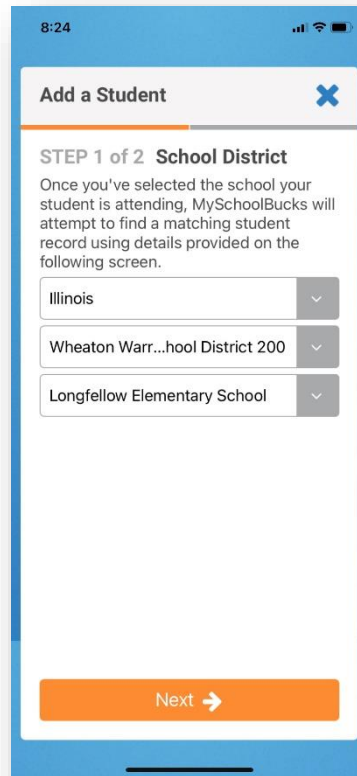 8:24
Add a Student
STEP 1 of 2 School District
Once you've selected the school your
student is attending, MySchoolBucks will
attempt to find a matching student
record using details provided on the
following screen.
Illinois
Wheaton Warr...hool District 200
Longfellow Elementary School
Next